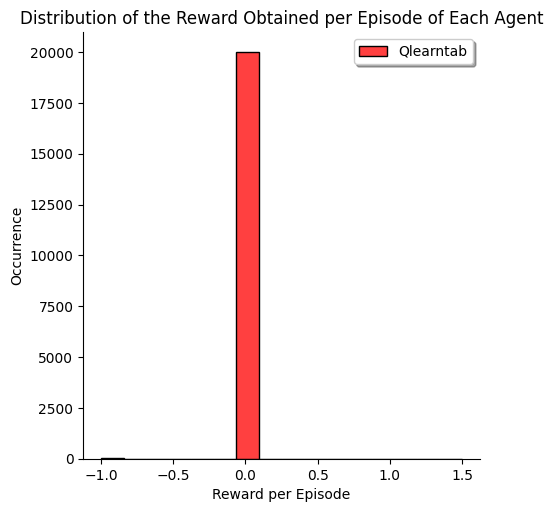 Distribution of the Reward Obtained per Episode of Each Agent
Qlearntab
20000
17500
15000
12500
10000
7500
5000
2500
0
Occurrence
−1.0 −0.5 0.0 0.5 1.0 1.5
Reward per Episode